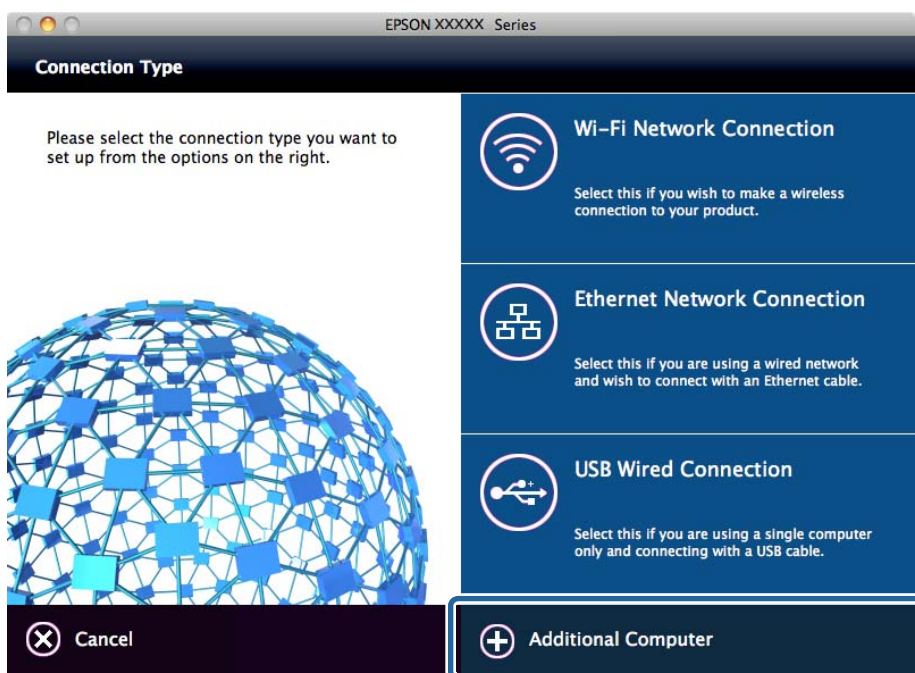 EPSON XXXXX Series
Connection Type
Please select the connection type you want to
set up from the options on the right.
Wi-Fi Network Connection
Select this if you wish to make a wireless
connection to your product.
Ethernet Network Connection
Select this if you are using a wired network
and wish to connect with an Ethernet cable.
USB Wired Connection
Select this if you are using a single computer
only and connecting with a USB cable.
Cancel
Additional Computer